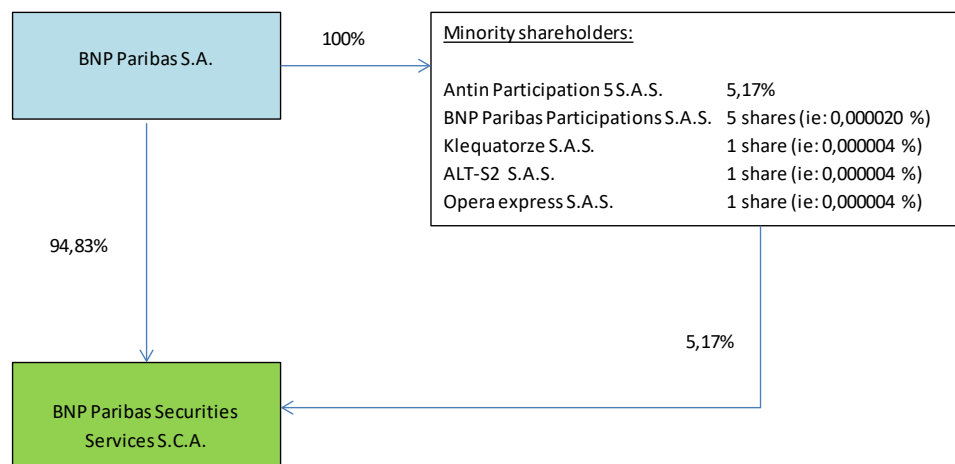 BNP Paribas S.A.
100%
Minority shareholders:
Antin Participation 5 S.A.S. 5,17%
BNP Paribas Participations S.A.S. 5 shares (ie: 0,000020 %)
Klequatorze S.A.S. 1 share (ie: 0,000004 %)
ALT-S2 S.A.S. 1 share (ie: 0,000004 %)
Opera express S.A.S. 1 share (ie: 0,000004 %)
94,83%
5,17%
BNP Paribas Securities
Services S.C.A.